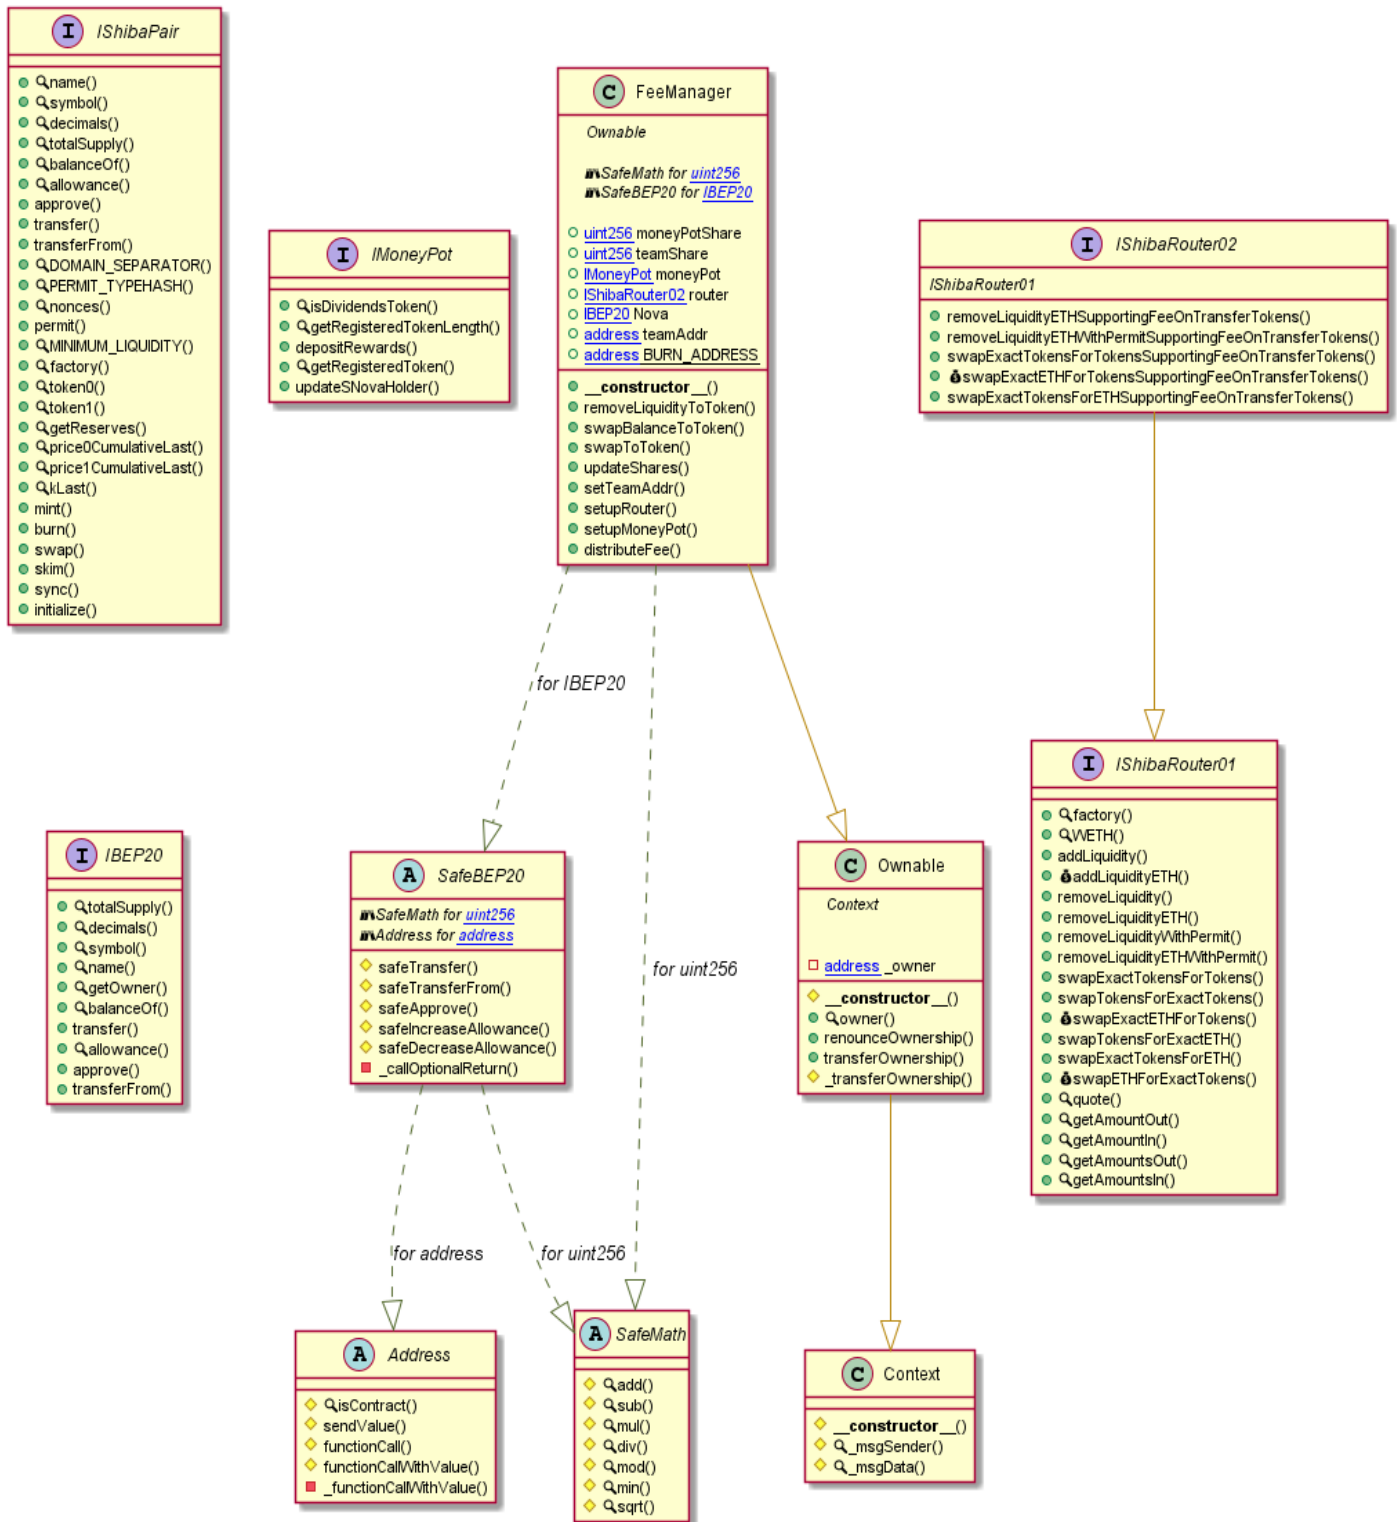 I IShibaPair
name()
symbol()
decimals()
totalSupply()
balanceOf()
allowance()
approve()
transfer()
transferFrom()
DOMAIN_SEPARATOR()
PERMIT_TYPEHASH()
nonces()
permit()
MINIMUM_LIQUIDITY()
factory()
token0()
token1()
getReserves()
price0CumulativeLast()
price1CumulativeLast()
kLast()
mint()
burn()
swap()
skim()
sync()
initialize()
I IMoneyPot
isDividendsToken()
getRegisteredTokenLength()
depositRewards()
getRegisteredToken()
updateSNovaHolder()
C FeeManager
Ownable
SafeMath for uint256
SafeBEP20 for IBEP20
uint256 moneyPotShare
uint256 teamShare
IMoneyPot moneyPot
IShibaRouter02 router
IBEP20 Nova
address teamAddr
address BURN_ADDRESS
__constructor__()
removeLiquidityToToken()
swapBalanceToToken()
swapToToken()
updateShares()
setTeamAddr()
setupRouter()
setupMoneyPot()
distributeFee()
I IShibaRouter02
IShibaRouter01
removeLiquidityETHSupportingFeeOnTransferTokens()
removeLiquidityETHWithPermitSupportingFeeOnTransferTokens()
swapExactTokensForTokensSupportingFeeOnTransferTokens()
swapExactETHForTokensSupportingFeeOnTransferTokens()
swapExactTokensForETHSupportingFeeOnTransferTokens()
for IBEP20
for uint256
I IBEP20
totalSupply()
decimals()
symbol()
name()
getOwner()
balanceOf()
transfer()
allowance()
approve()
transferFrom()
A SafeBEP20
SafeMath for uint256
Address for address
safeTransfer()
safeTransferFrom()
safeApprove()
safeIncreaseAllowance()
safeDecreaseAllowance()
_callOptionalReturn()
C Ownable
Context
address _owner
__constructor__()
owner()
renounceOwnership()
transferOwnership()
_transferOwnership()
I IShibaRouter01
factory()
WETH()
addLiquidity()
addLiquidityETH()
removeLiquidity()
removeLiquidityETH()
removeLiquidityWithPermit()
removeLiquidityETHWithPermit()
swapExactTokensForTokens()
swapTokensForExactTokens()
swapExactETHForTokens()
swapTokensForExactETH()
swapExactTokensForETH()
swapETHForExactTokens()
quote()
getAmountOut()
getAmountIn()
getAmountsOut()
getAmountsIn()
for address
for uint256
A Address
isContract()
sendValue()
functionCall()
functionCallWithValue()
_functionCallWithValue()
A SafeMath
add()
sub()
mul()
div()
mod()
min()
sqrt()
C Context
__constructor__()
_msgSender()
_msgData()